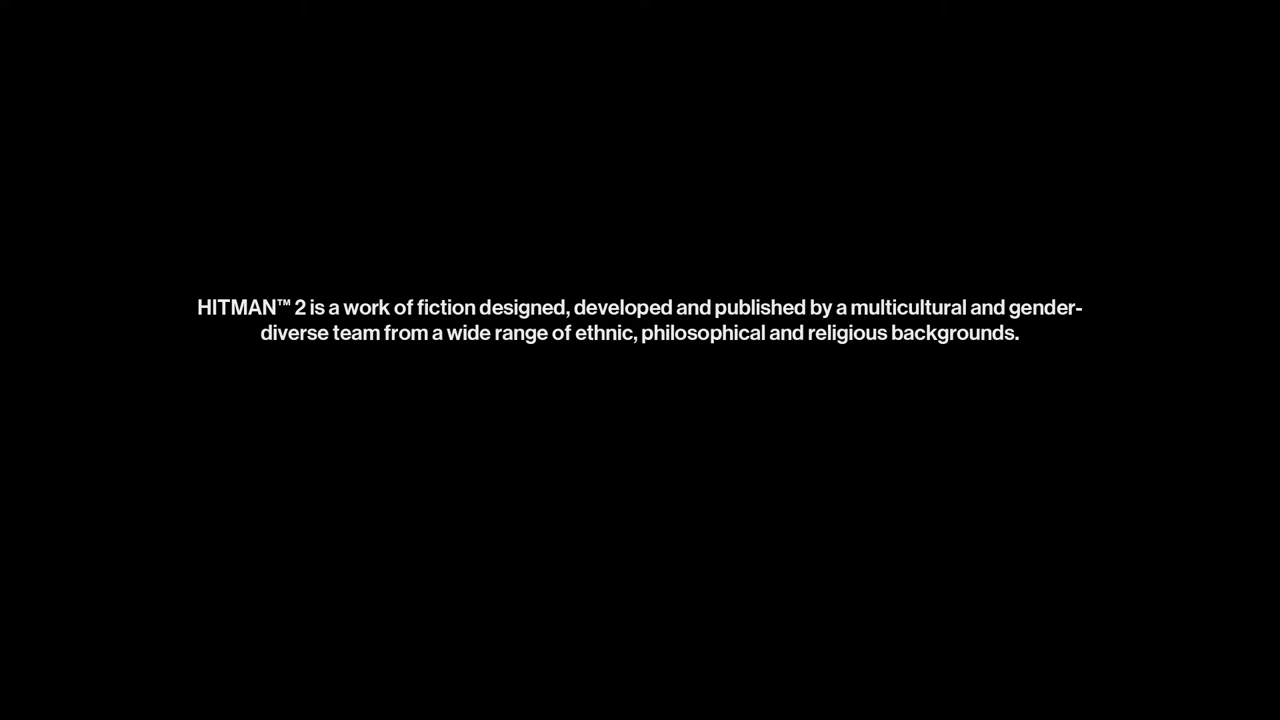 HITMAN™ 2 is a work of fiction designed, developed and published by a multicultural and gender-
diverse team from a wide range of ethnic, philosophical and religious backgrounds.